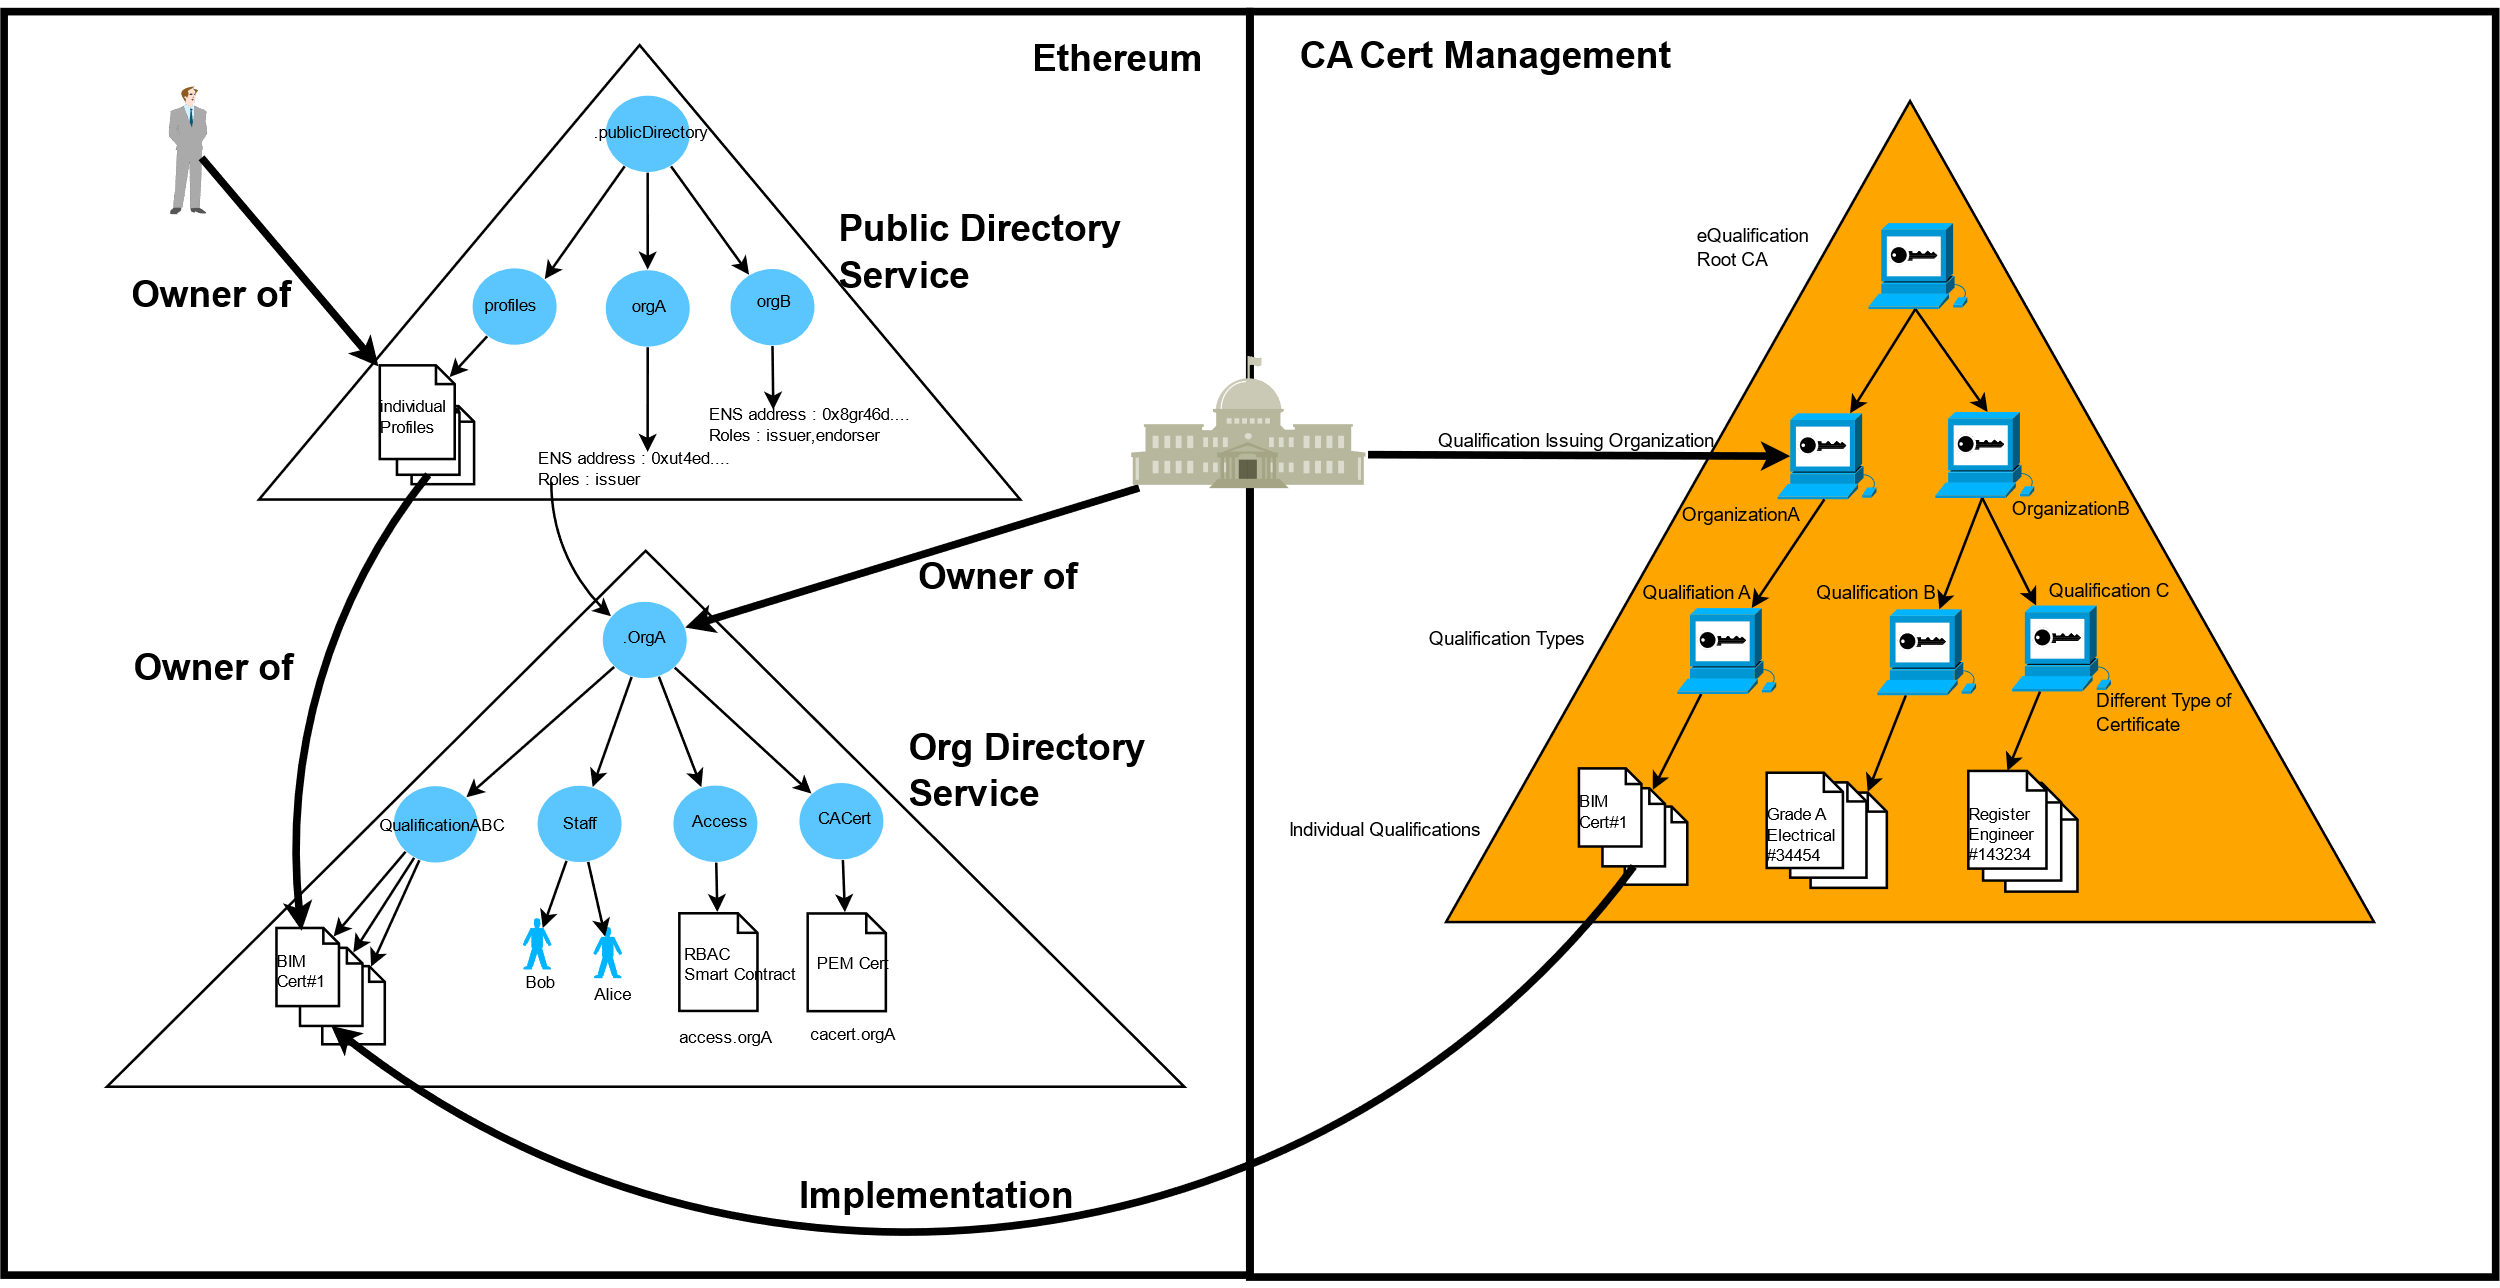 Ethereum
CA Cert Management
.publicDirectory
Public Directory
Service
Owner of
profiles
orgA
orgB
individual
Profiles
ENS address : 0x8gr46d....
Roles : issuer,endorser
ENS address : 0xut4ed....
Roles : issuer
Owner of
.OrgA
Owner of
Org Directory
Service
QualificationABC
Staff
Access
CACert
BIM
Cert#1
Bob
Alice
RBAC
Smart Contract
PEM Cert
access.orgA
cacert.orgA
Implementation
eQualification
Root CA
Qualification Issuing Organization
OrganizationA
OrganizationB
Qualifiation A
Qualification B
Qualification C
Qualification Types
Different Type of
Certificate
Individual Qualifications
BIM
Cert#1
Grade A
Electrical
#34454
Register
Engineer
#143234